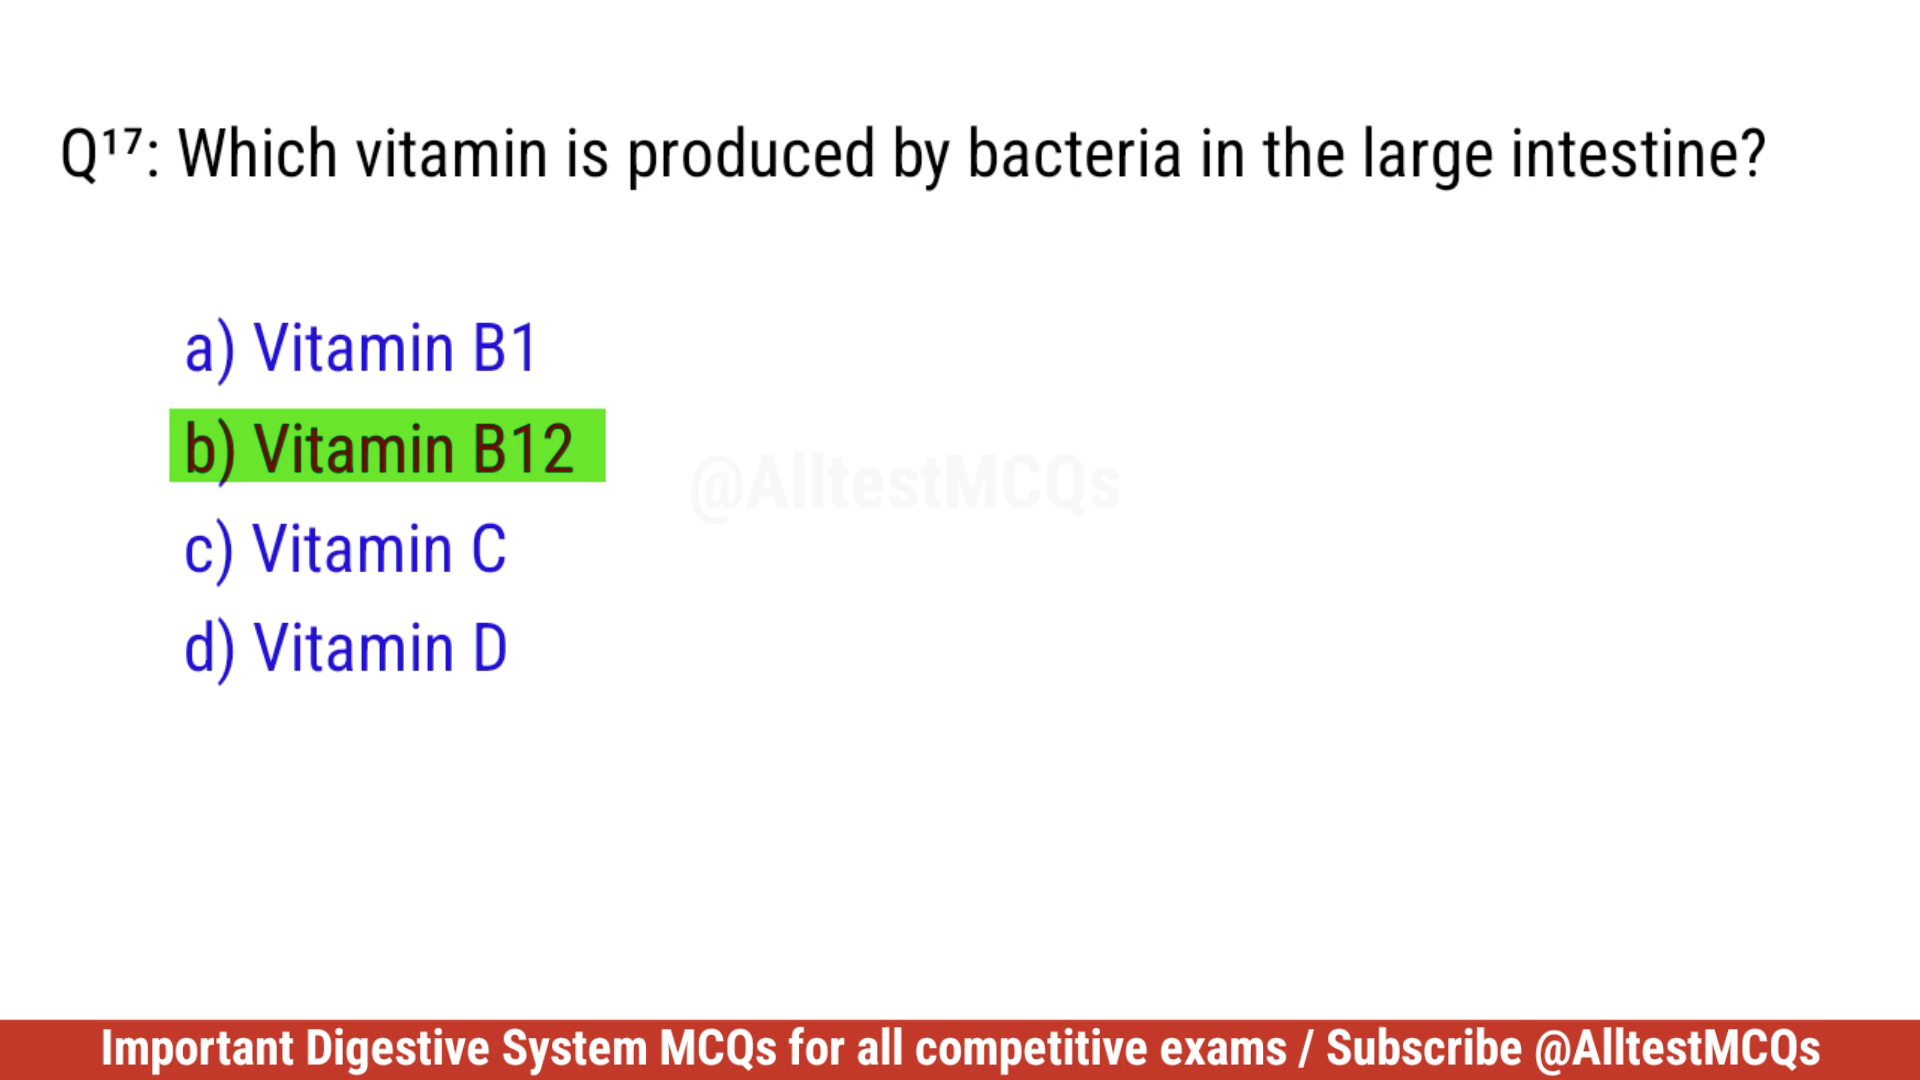 Q¹⁷: Which vitamin is produced by bacteria in the large intestine?
a) Vitamin B1
b) Vitamin B12
@AlltestMCQs
c) Vitamin C
d) Vitamin D
Important Digestive System MCQs for all competitive exams / Subscribe @AlltestMCQs